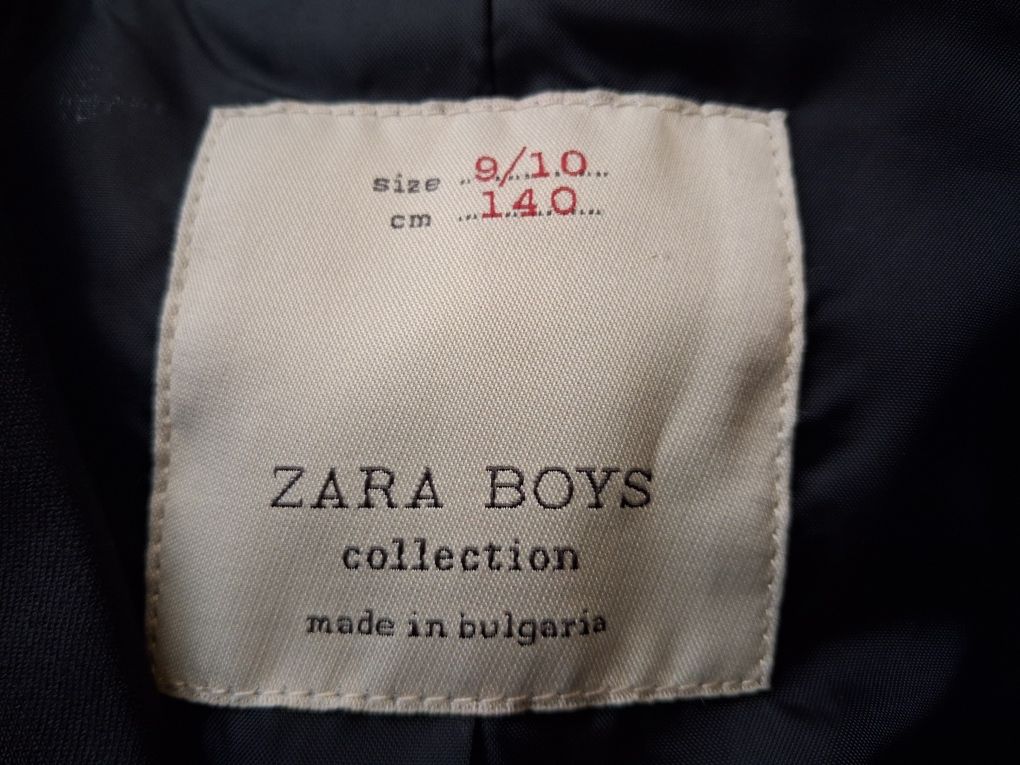 size 9/10
cm 140
ZARA BOYS
collection
made in bulgaria